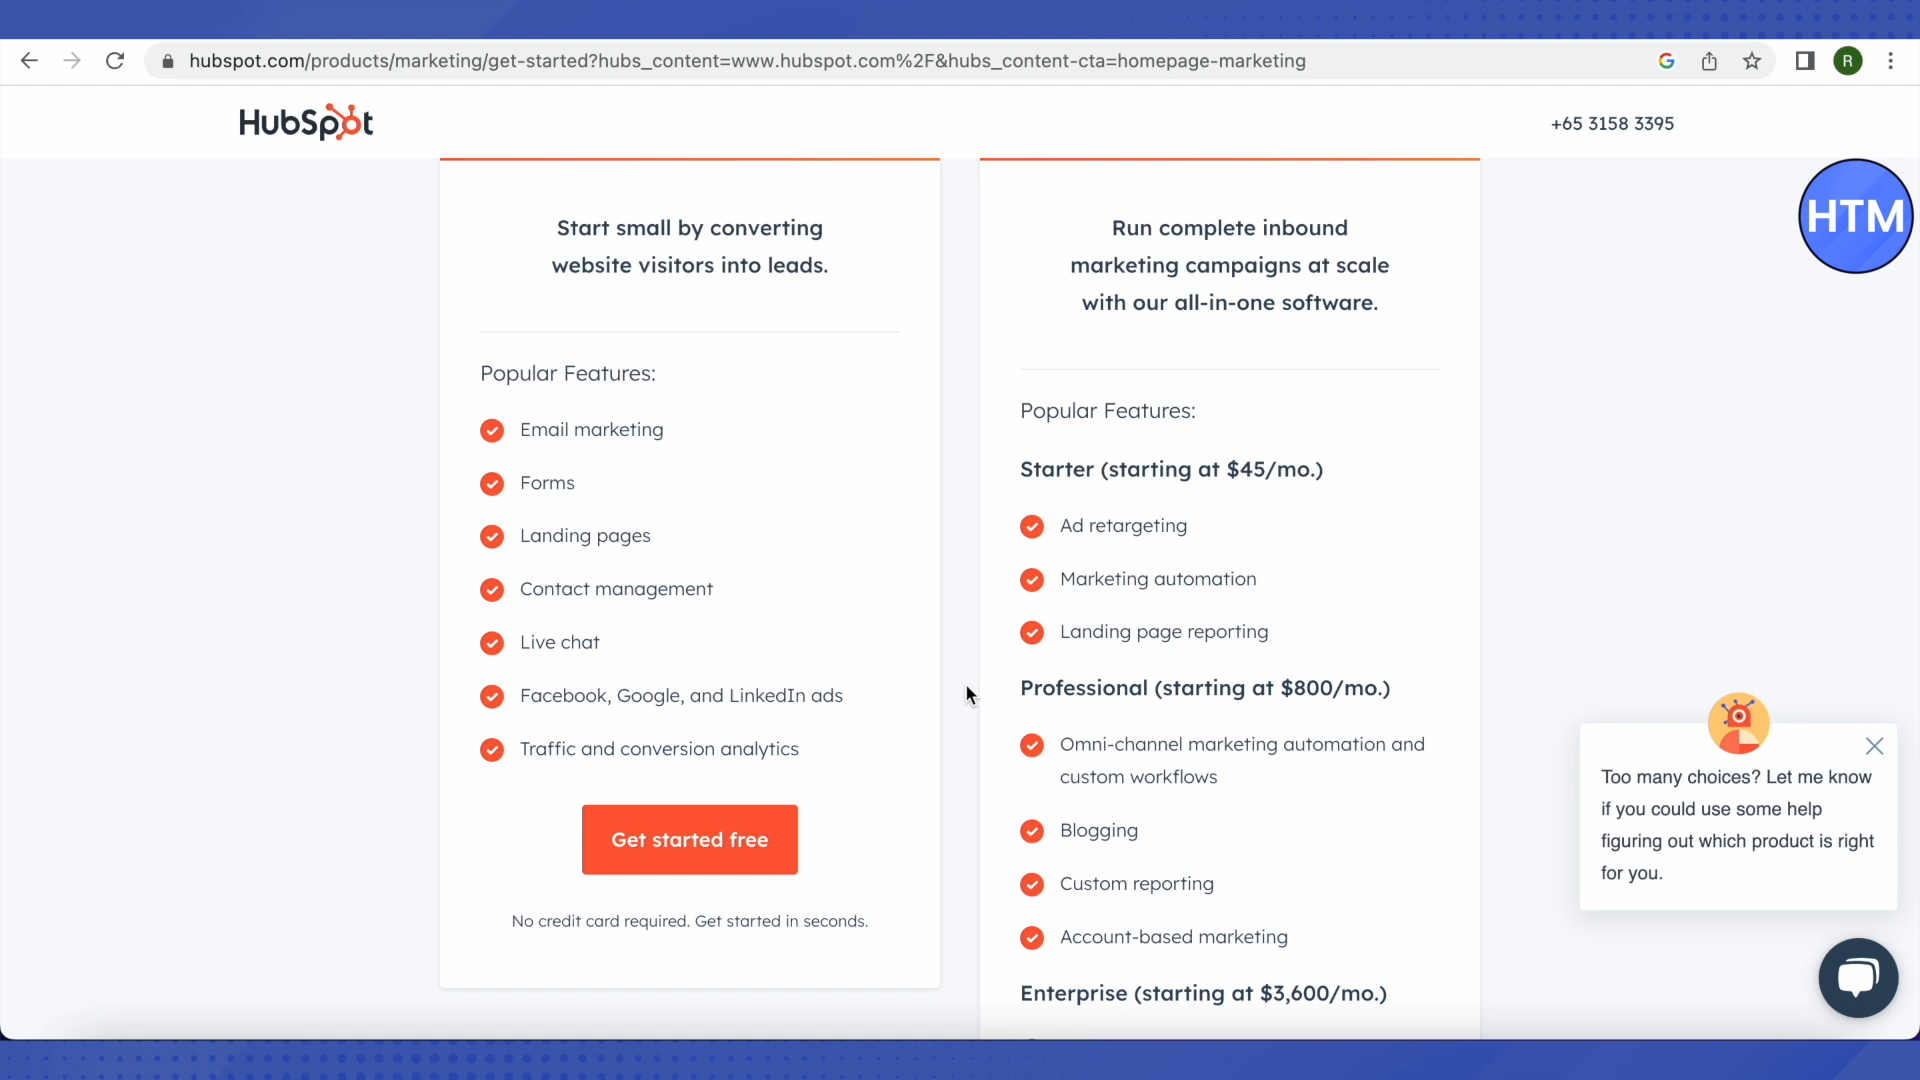 hubspot.com/products/marketing/get-started?hubs_content=www.hubspot.com%2F&hubs_content-cta=homepage-marketing
R
HubSpot
+65 3158 3395
HTM
Start small by converting
website visitors into leads.
Popular Features:
Email marketing
Forms
Landing pages
Contact management
Live chat
Facebook, Google, and LinkedIn ads
Traffic and conversion analytics
Get started free
No credit card required. Get started in seconds.
Run complete inbound
marketing campaigns at scale
with our all-in-one software.
Popular Features:
Starter (starting at $45/mo.)
Ad retargeting
Marketing automation
Landing page reporting
Professional (starting at $800/mo.)
Omni-channel marketing automation and
custom workflows
Blogging
Custom reporting
Account-based marketing
Enterprise (starting at $3,600/mo.)
Too many choices? Let me know
if you could use some help
figuring out which product is right
for you.